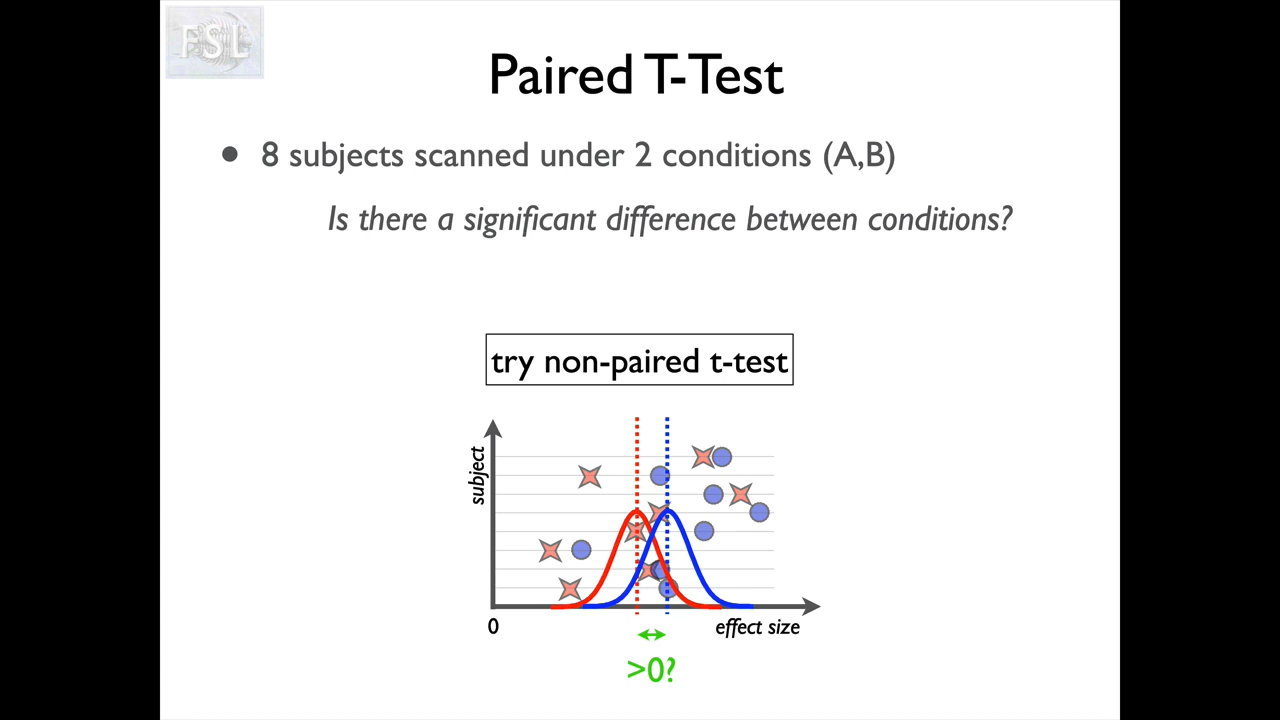 FSL
Paired T-Test
• 8 subjects scanned under 2 conditions (A,B)
Is there a significant difference between conditions?
try non-paired t-test
subject
0
effect size
>0?